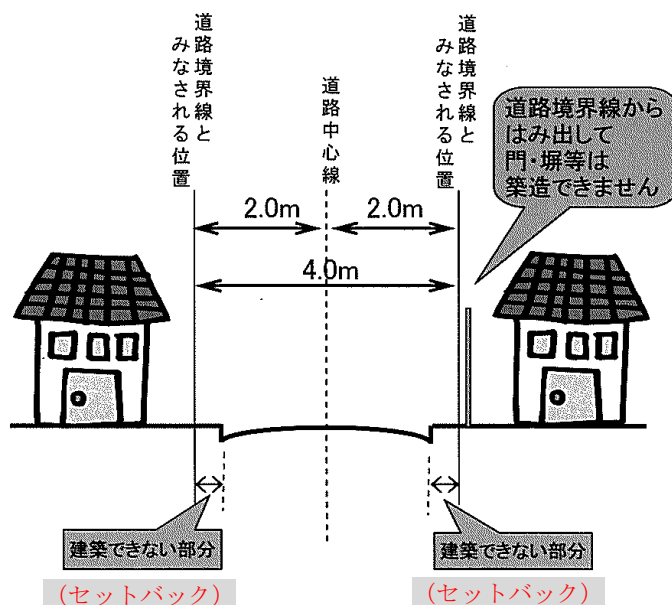 道路境界線と
みなされる位置
道路中心線
道路境界線と
みなされる位置
道路境界線から
はみ出して
門・塀等は
築造できません
2.0m
2.0m
4.0m
建築できない部分
建築できない部分
(セットバック)
(セットバック)